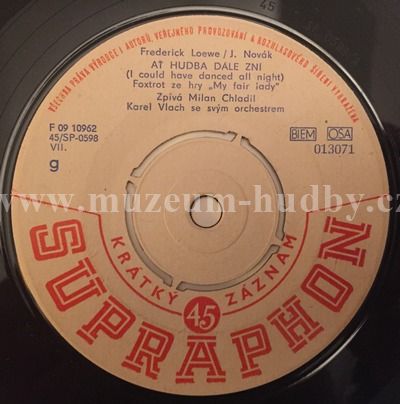 45
VŠECHNA PRÁVA VÝROBCE I AUTORŮ, VEŘEJNÉHO PROVOZOVÁNÍ A ROZHLASOVÉHO ŠÍŘENÍ VYHRAZENA
Frederick Loewe / J. Novák
AŤ HUDBA DÁLE ZNÍ
(I could have danced all night)
Foxtrot ze hry „My fair lady"
Zpívá Milan Chladil
Karel Vlach se svým orchestrem
F 09 10962
45/SP-0598
VII.
g
BIEM OSA
013071
www.muzeum-hudby.cz
KRÁTKÝ 45 ZÁZNAM
SUPRAPHON